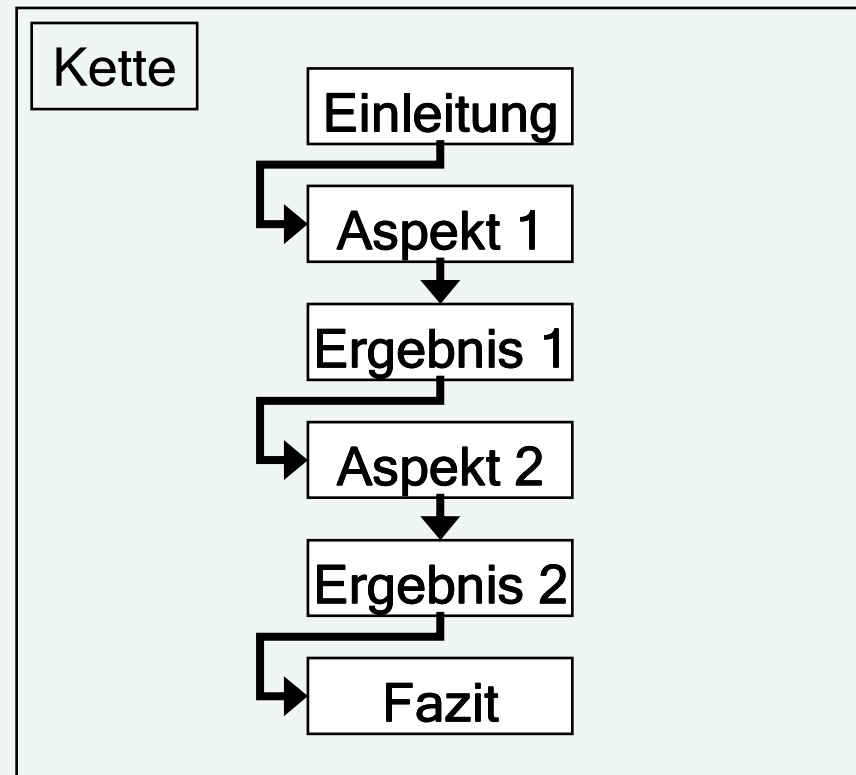 Kette
Einleitung
Aspekt 1
Ergebnis 1
Aspekt 2
Ergebnis 2
Fazit